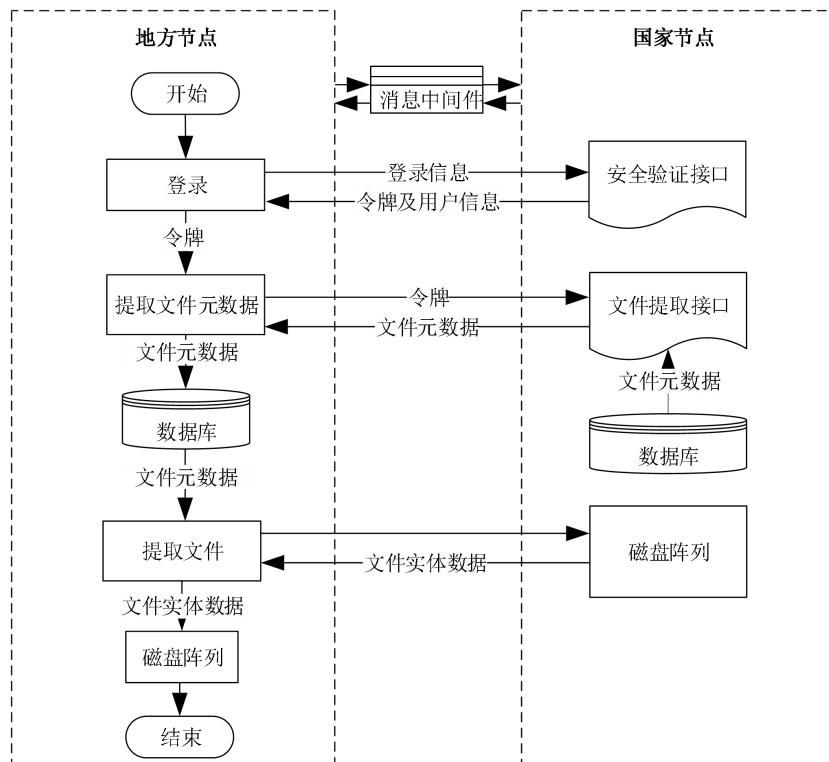 地方节点
国家节点
开始
消息中间件
登录
登录信息
安全验证接口
令牌及用户信息
令牌
提取文件元数据
令牌
文件提取接口
文件元数据
文件元数据
文件元数据
数据库
数据库
文件元数据
提取文件
磁盘阵列
文件实体数据
文件实体数据
磁盘阵列
结束